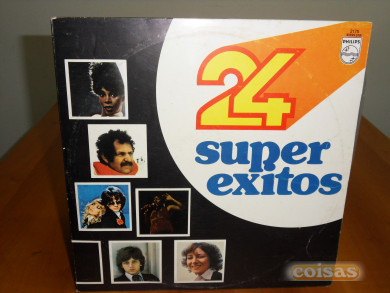 PHILIPS
24
super
exitos
coisas